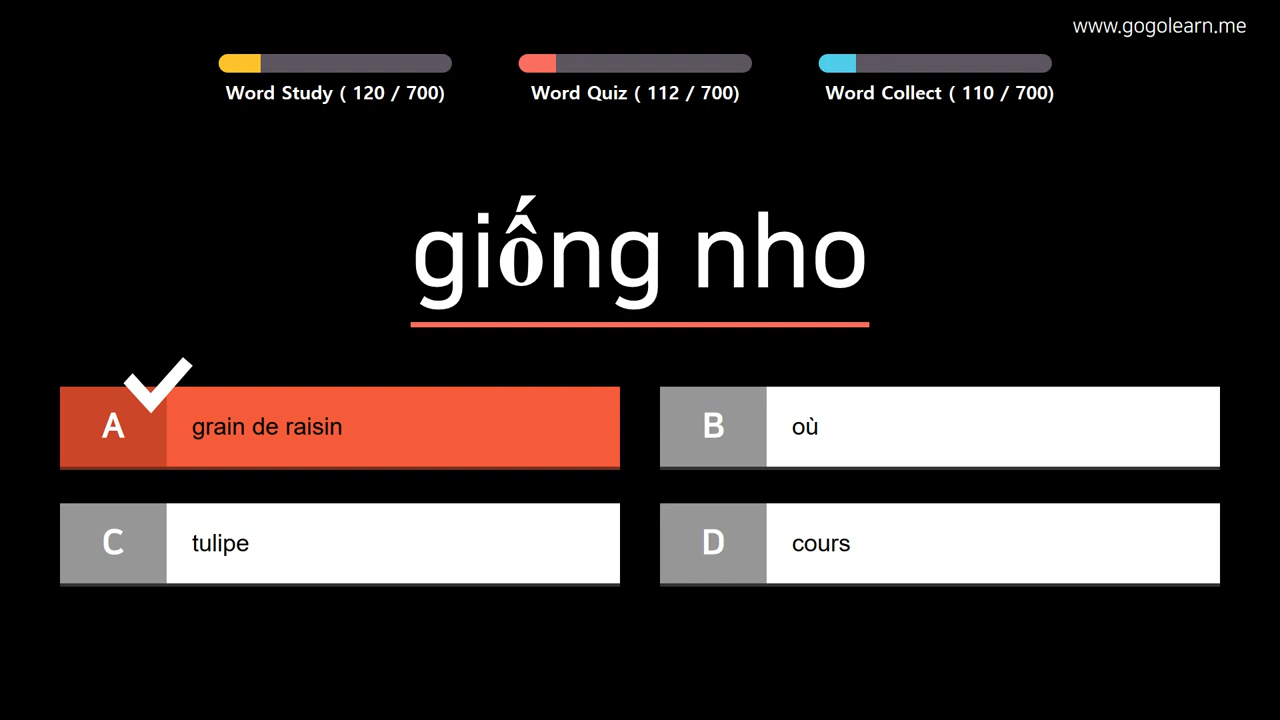 www.gogolearn.me
Word Study ( 120 / 700)
Word Quiz ( 112 / 700)
Word Collect ( 110 / 700)
giống nho
A grain de raisin
B où
C tulipe
D cours